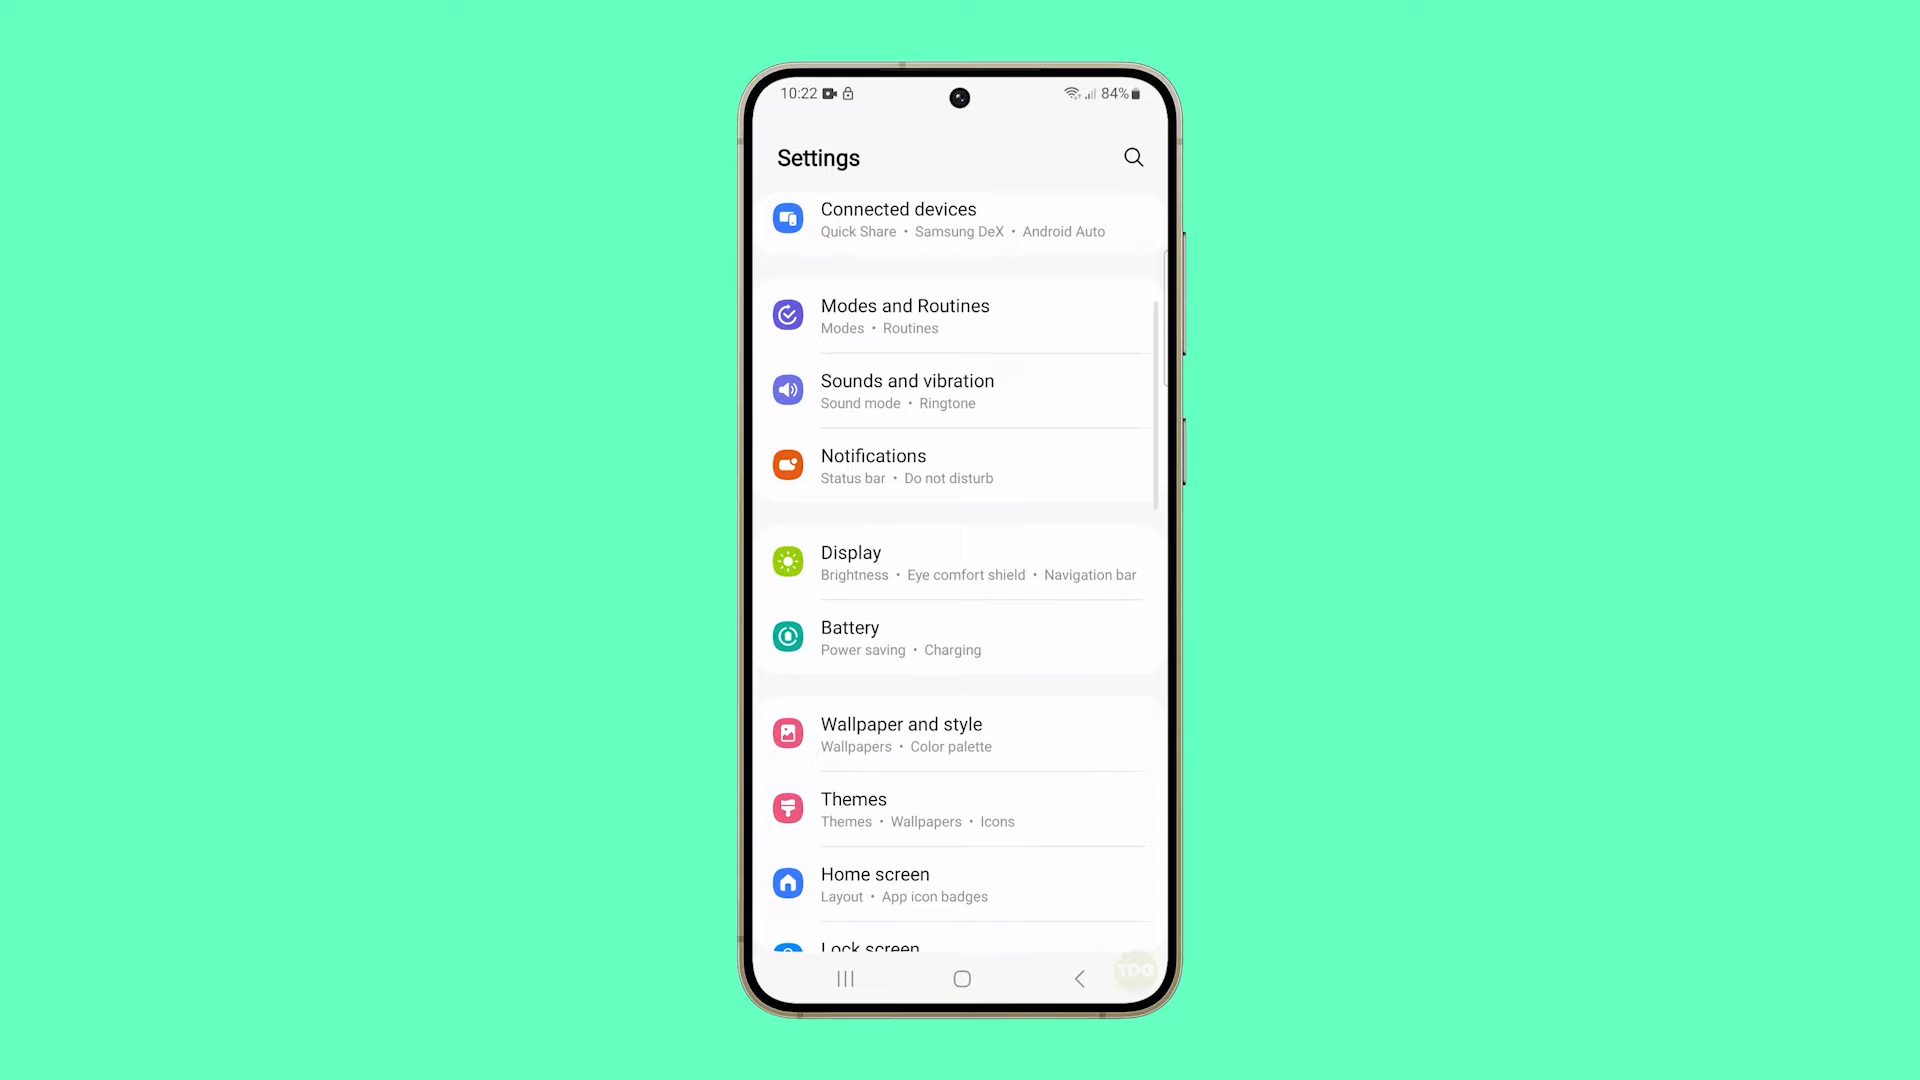 10:22 84%
Settings
Connected devices
Quick Share • Samsung DeX • Android Auto
Modes and Routines
Modes • Routines
Sounds and vibration
Sound mode • Ringtone
Notifications
Status bar • Do not disturb
Display
Brightness • Eye comfort shield • Navigation bar
Battery
Power saving • Charging
Wallpaper and style
Wallpapers • Color palette
Themes
Themes • Wallpapers • Icons
Home screen
Layout • App icon badges
Lock screen
TDG